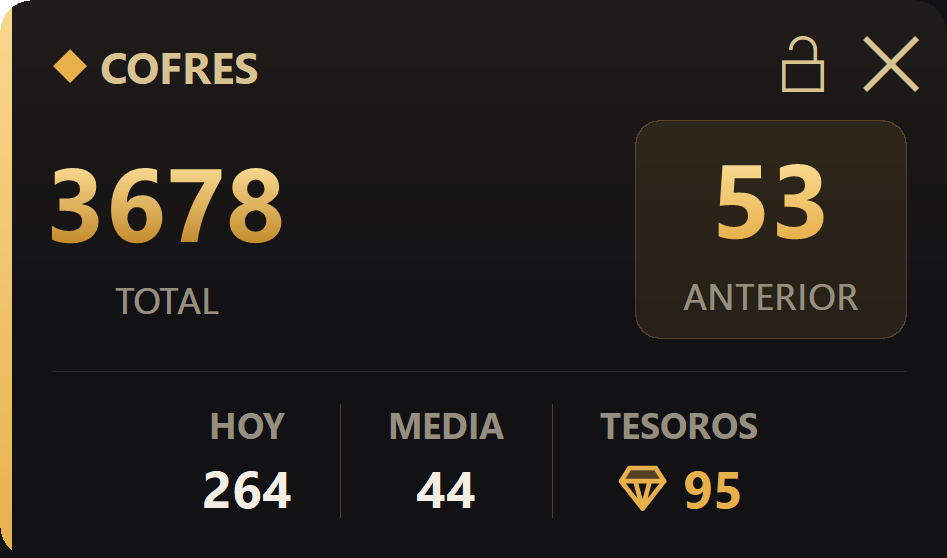 COFRES
3678 53
TOTAL ANTERIOR
HOY MEDIA TESOROS
264 44 95